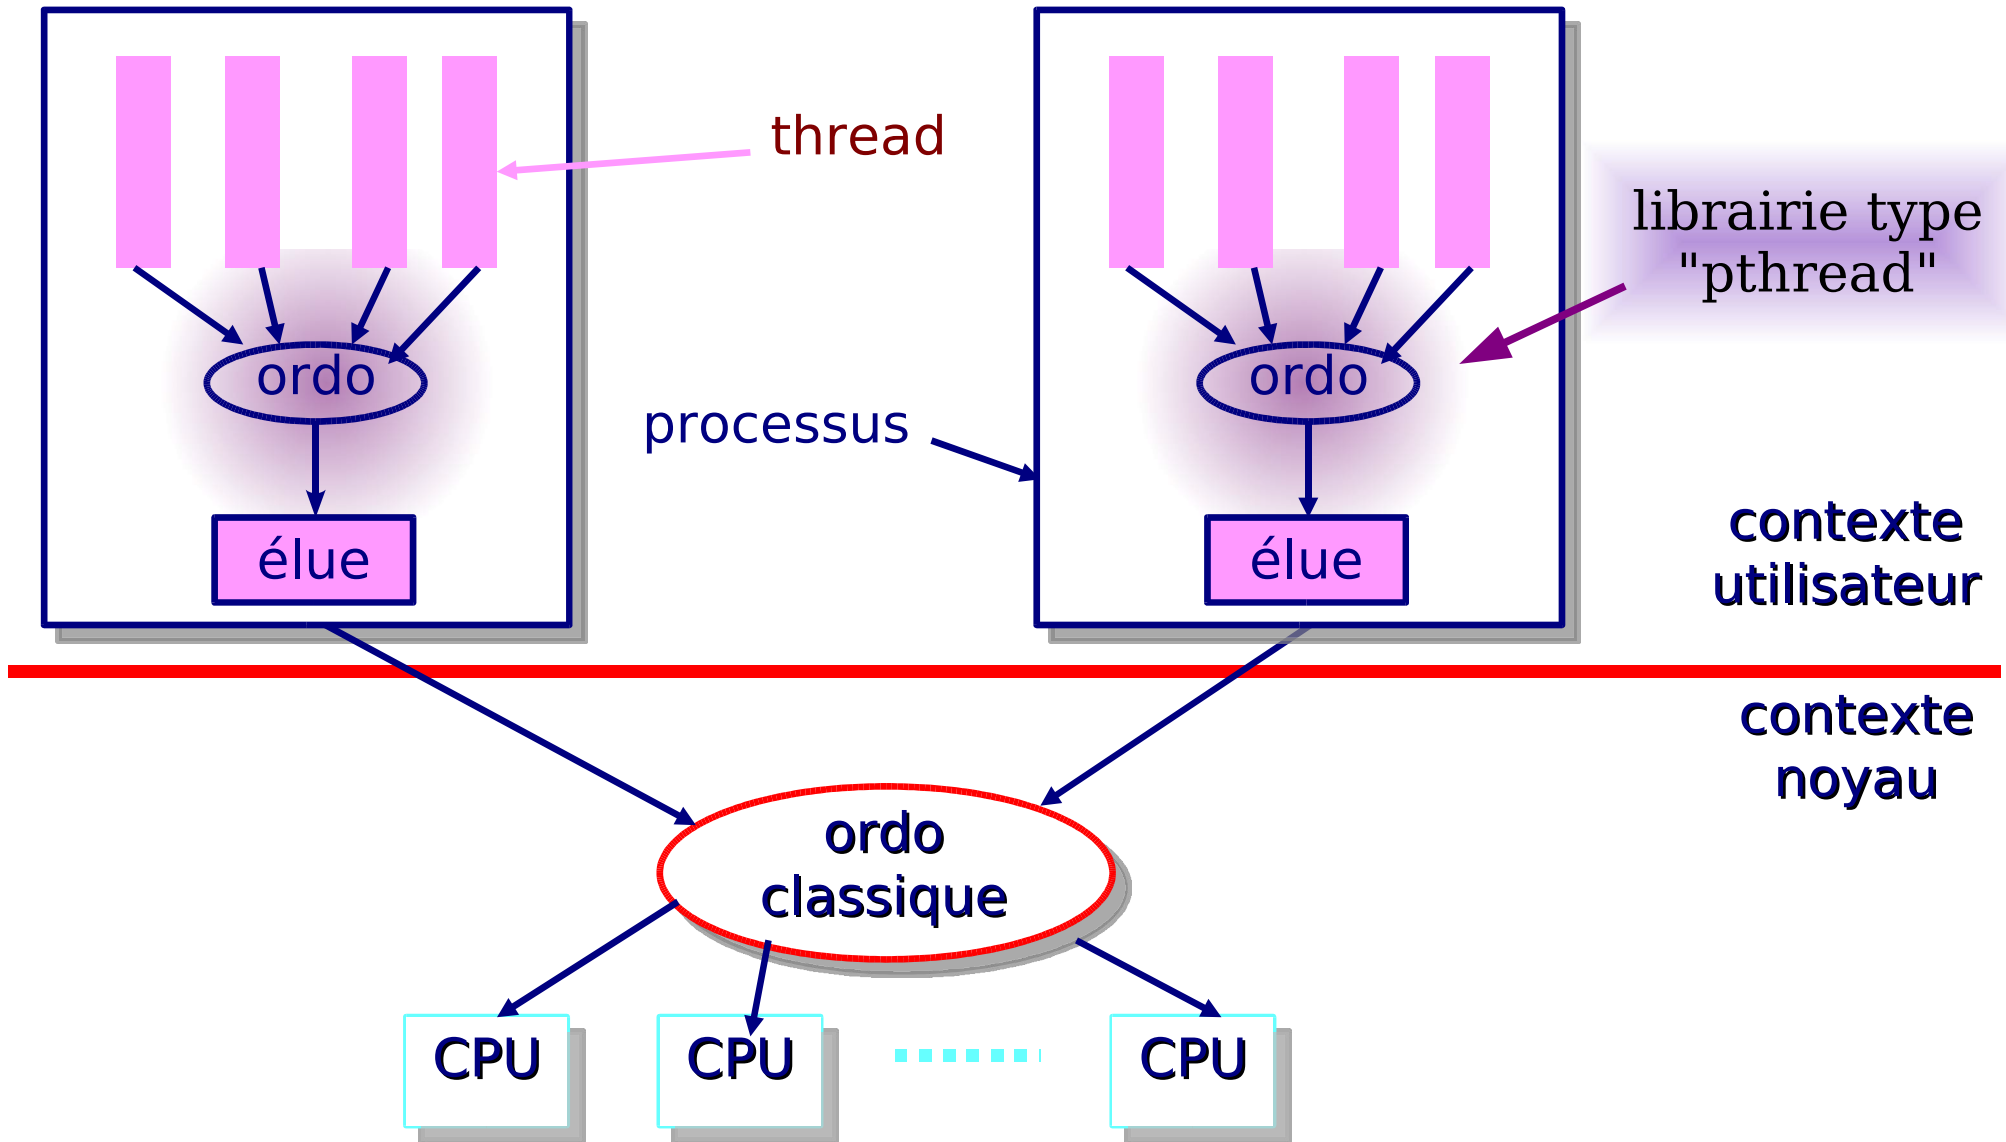 thread
librairie type
"pthread"
ordo
ordo
processus
élue
élue
contexte
utilisateur
contexte
noyau
ordo
classique
CPU
CPU
CPU